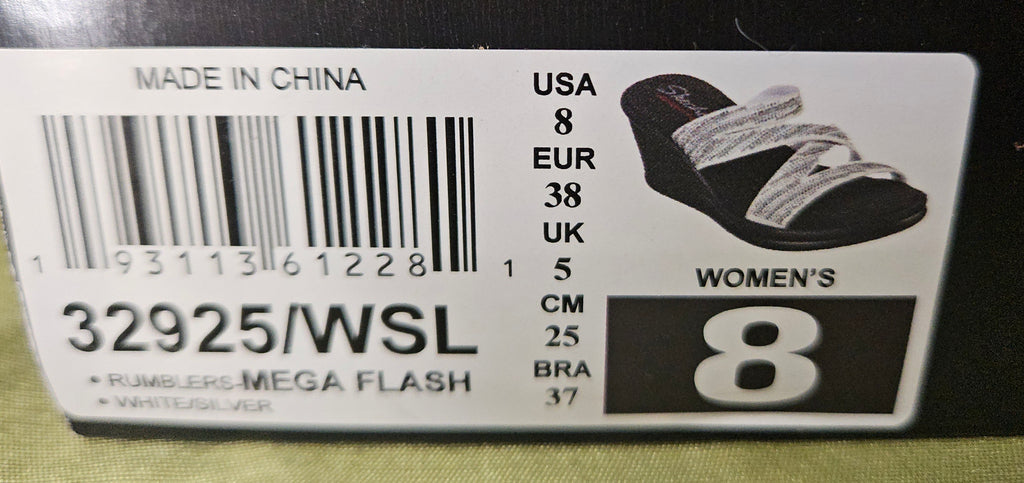 MADE IN CHINA
1 93113 61228 1
32925/WSL
• RUMBLERS-MEGA FLASH
• WHITE/SILVER
USA
8
EUR
38
UK
5
CM
25
BRA
37
WOMEN'S
8